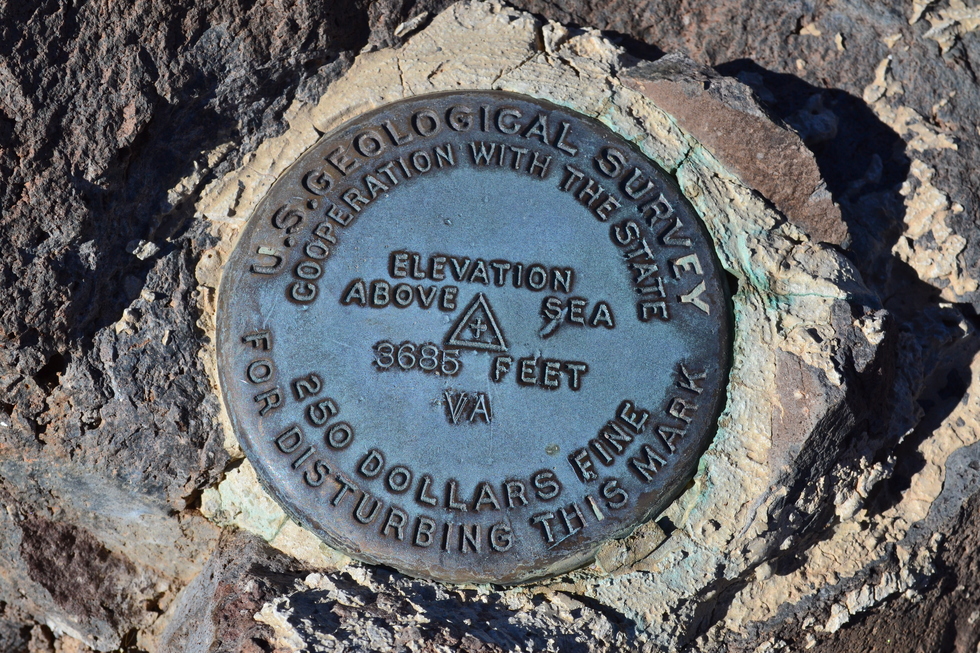 U.S. GEOLOGICAL SURVEY
COOPERATION WITH THE STATE
ELEVATION
ABOVE SEA
3685 FEET
VA
250 DOLLARS FINE
FOR DISTURBING THIS MARK